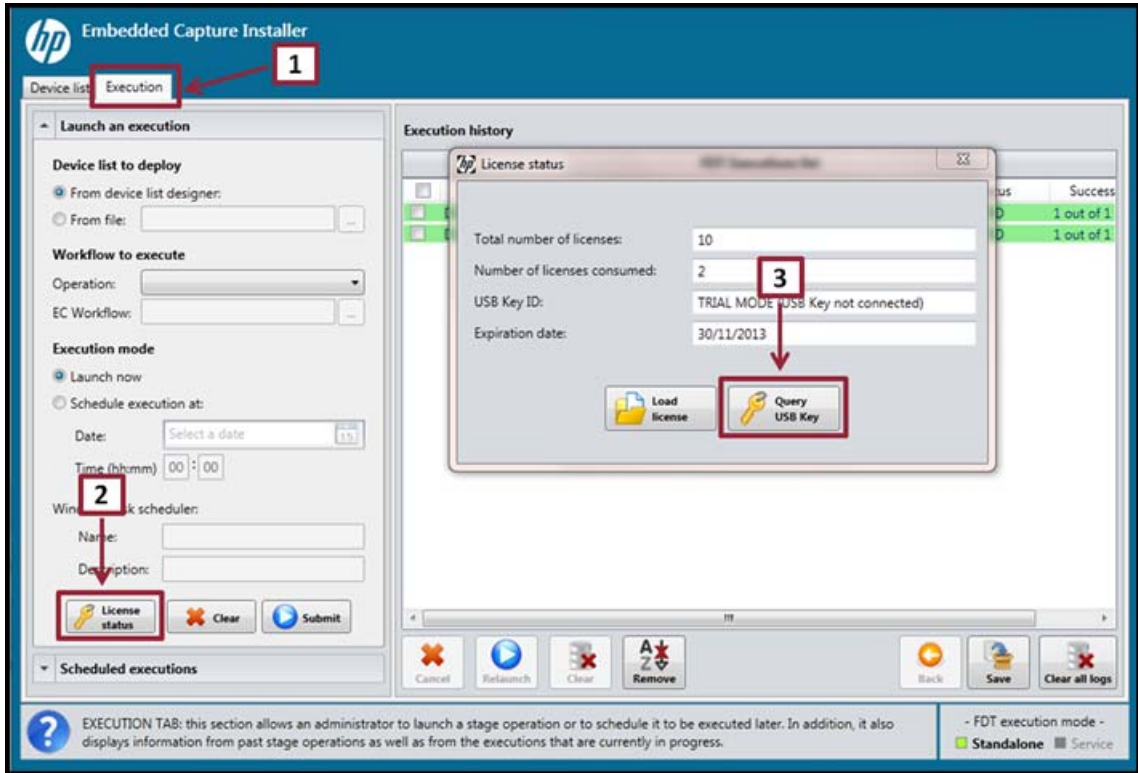 hp
Embedded Capture Installer
1
Device list
Execution
Launch an execution
Device list to deploy
From device list designer:
From file:
...
Workflow to execute
Operation:
EC Workflow:
...
Execution mode
Launch now
Schedule execution at:
Date:
Select a date
15
Time (hh:mm)
00 : 00
2
scheduler:
Name:
Description:
License status
Clear
Submit
Scheduled executions
Execution history
hp
License status
Total number of licenses:
10
Number of licenses consumed:
2
3
USB Key ID:
TRIAL MODE (USB Key not connected)
Expiration date:
30/11/2013
Load license
Query USB Key
Success
1 out of 1
1 out of 1
Cancel
Relaunch
Clear
A
Z
Remove
Back
Save
Clear all logs
?
EXECUTION TAB: this section allows an administrator to launch a stage operation or to schedule it to be executed later. In addition, it also
displays information from past stage operations as well as from the executions that are currently in progress.
- FDT execution mode -
Standalone
Service